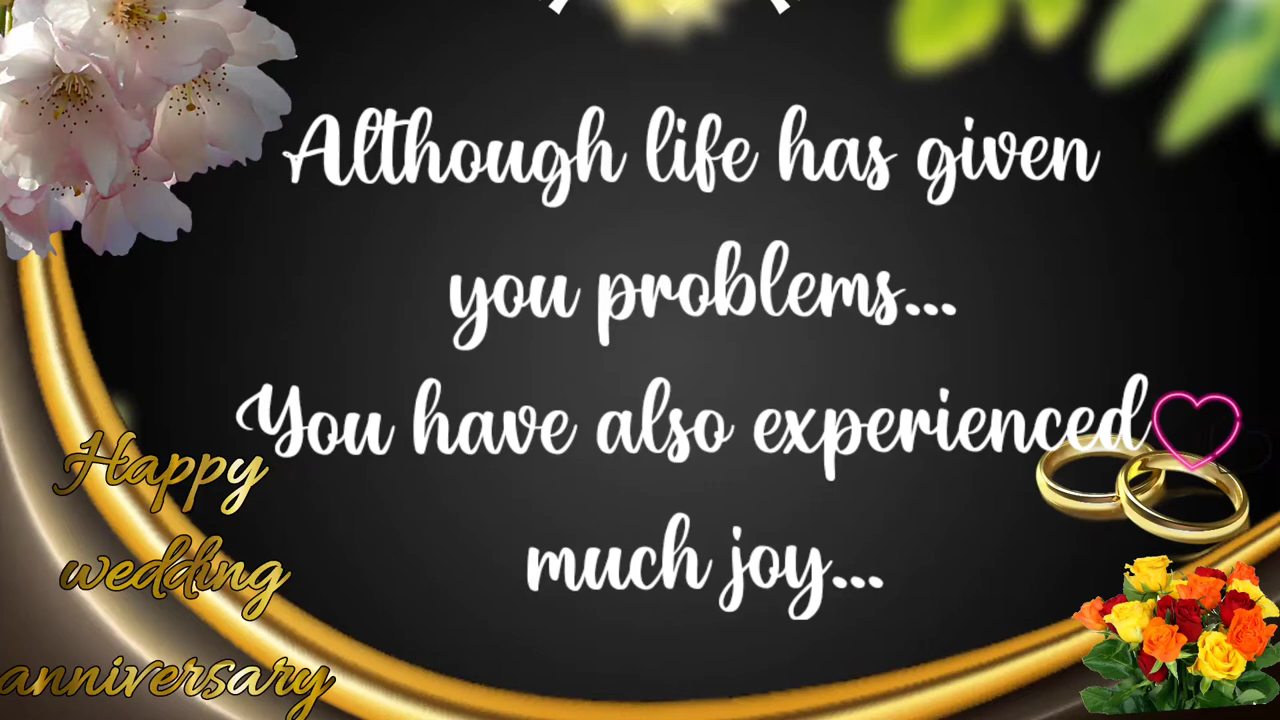 Although life has given
you problems...
You have also experienced
much joy...
Happy
wedding
anniversary